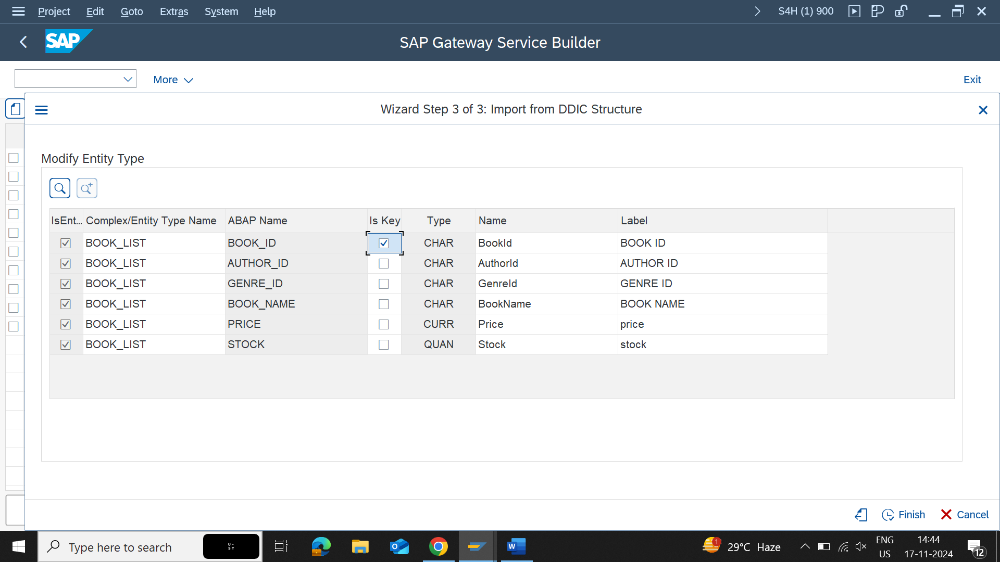 Project Edit Goto Extras System Help S4H (1) 900
SAP SAP Gateway Service Builder
More Exit
Wizard Step 3 of 3: Import from DDIC Structure
Modify Entity Type
IsEnt... Complex/Entity Type Name ABAP Name Is Key Type Name Label
BOOK_LIST BOOK_ID CHAR BookId BOOK ID
BOOK_LIST AUTHOR_ID CHAR AuthorId AUTHOR ID
BOOK_LIST GENRE_ID CHAR GenreId GENRE ID
BOOK_LIST BOOK_NAME CHAR BookName BOOK NAME
BOOK_LIST PRICE CURR Price price
BOOK_LIST STOCK QUAN Stock stock
Finish Cancel
Type here to search
U ·
S T
1
29°C Haze
ENG
US
14:44
17-11-2024
12